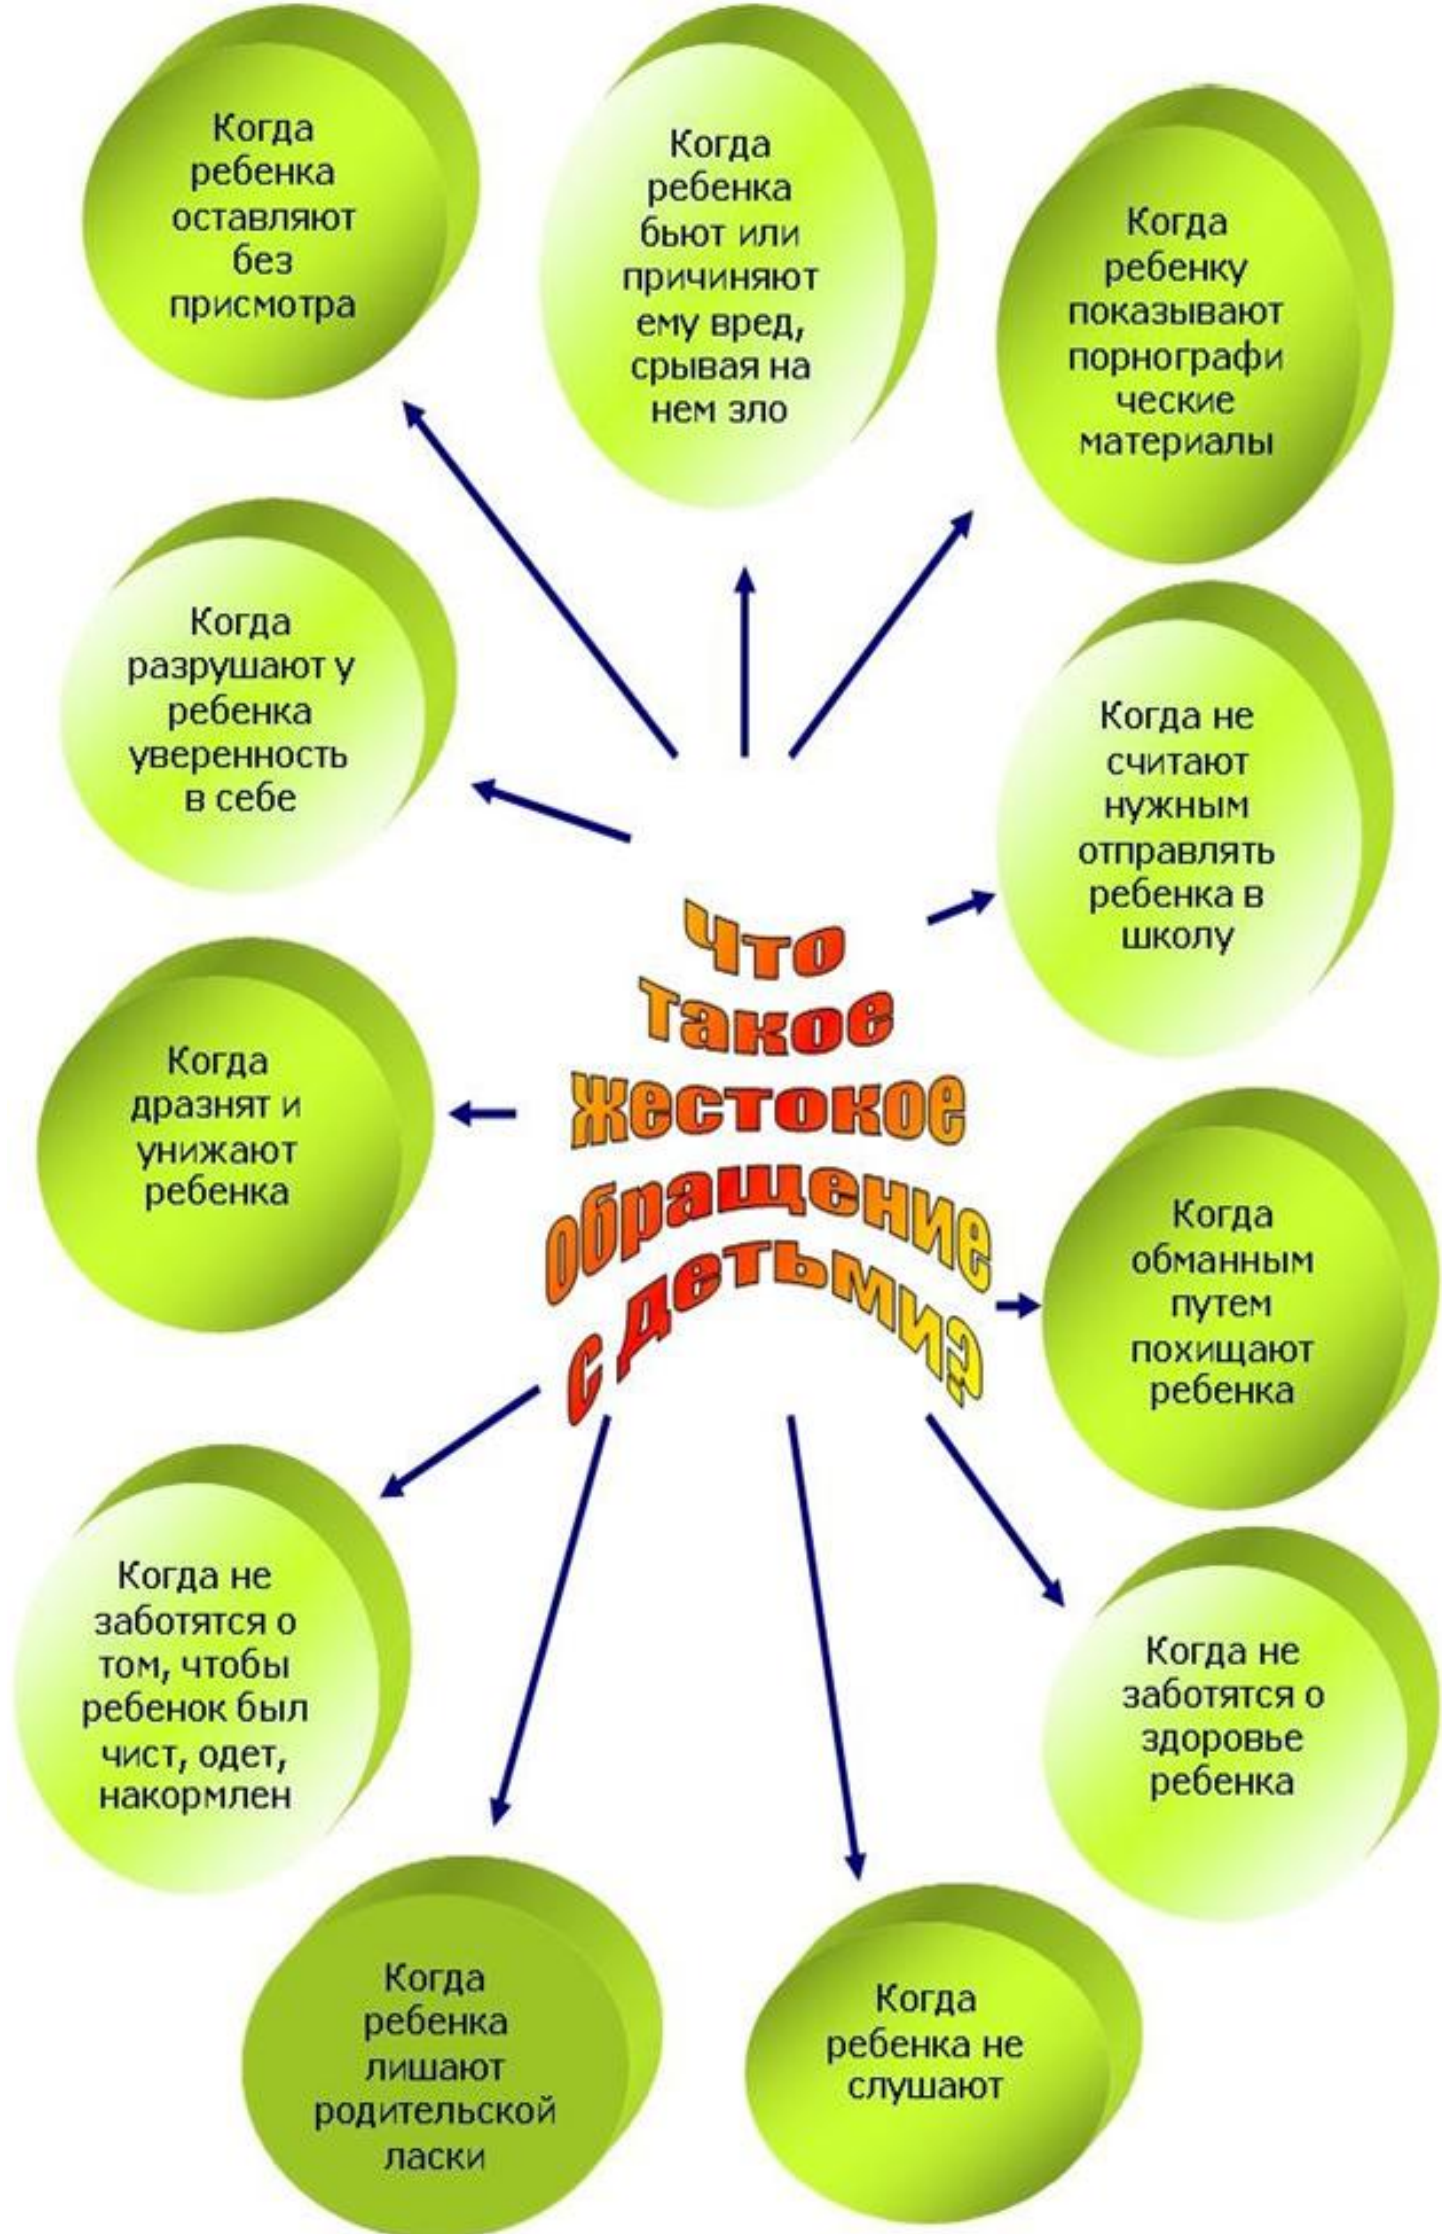 Когда
ребенка
оставляют
без
присмотра
Когда
ребенка
бьют или
причиняют
ему вред,
срывая на
нем зло
Когда
ребенку
показывают
порнографи
ческие
материалы
Когда
разрушают у
ребенка
уверенность
в себе
Когда не
считают
нужным
отправлять
ребенка в
школу
Что
такое
жестокое
обращение
с детьми?
Когда
дразнят и
унижают
ребенка
Когда
обманным
путем
похищают
ребенка
Когда не
заботятся о
том, чтобы
ребенок был
чист, одет,
накормлен
Когда не
заботятся о
здоровье
ребенка
Когда
ребенка
лишают
родительской
ласки
Когда
ребенка не
слушают